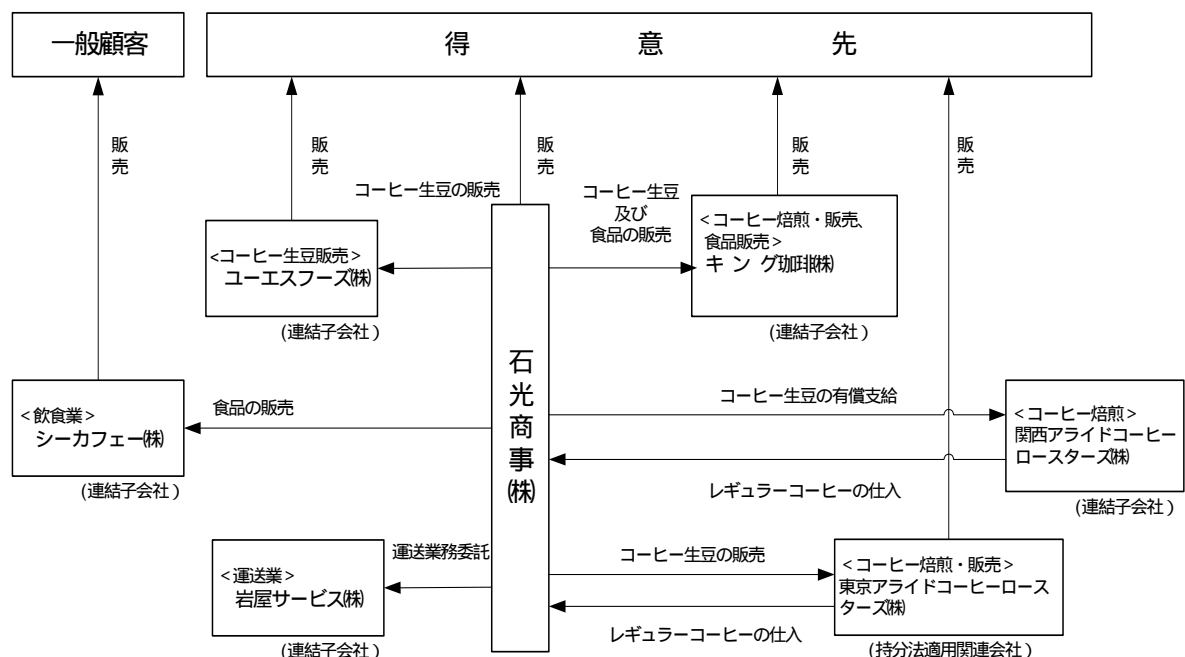 一般顧客
得意先
販売
販売
販売
販売
販売
コーヒー生豆の販売
コーヒー生豆
及び
食品の販売
<コーヒー生豆販売>
ユーエスフーズ㈱
(連結子会社)
<コーヒー焙煎・販売、
食品販売>
キング珈琲㈱
(連結子会社)
石光商事㈱
<飲食業>
シーカフェー㈱
(連結子会社)
食品の販売
コーヒー生豆の有償支給
<コーヒー焙煎>
関西アライドコーヒー
ロースターズ㈱
(連結子会社)
レギュラーコーヒーの仕入
運送業務委託
<運送業>
岩屋サービス㈱
(連結子会社)
コーヒー生豆の販売
<コーヒー焙煎・販売>
東京アライドコーヒーロース
ターズ㈱
(持分法適用関連会社)
レギュラーコーヒーの仕入